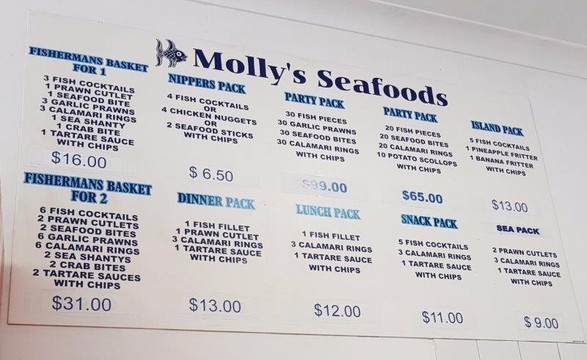 Molly's Seafoods
FISHERMANS BASKET
FOR 1
3 FISH COCKTAILS
1 PRAWN CUTLET
1 SEAFOOD BITE
3 GARLIC PRAWNS
3 CALAMARI RINGS
1 SEA SHANTY
1 CRAB BITE
1 TARTARE SAUCE
WITH CHIPS
$16.00
NIPPERS PACK
4 FISH COCKTAILS
OR
4 CHICKEN NUGGETS
OR
2 SEAFOOD STICKS
WITH CHIPS
$ 6.50
PARTY PACK
30 FISH PIECES
30 GARLIC PRAWNS
30 SEAFOOD BITES
30 CALAMARI RINGS
WITH CHIPS
$99.00
PARTY PACK
20 FISH PIECES
20 SEAFOOD BITES
20 CALAMARI RINGS
10 POTATO SCOLLOPS
WITH CHIPS
$65.00
ISLAND PACK
5 FISH COCKTAILS
1 PINEAPPLE FRITTER
1 BANANA FRITTER
WITH CHIPS
$13.00
FISHERMANS BASKET
FOR 2
6 FISH COCKTAILS
2 PRAWN CUTLETS
2 SEAFOOD BITES
6 GARLIC PRAWNS
6 CALAMARI RINGS
2 SEA SHANTYS
2 CRAB BITES
2 TARTARE SAUCES
WITH CHIPS
$31.00
DINNER PACK
1 FISH FILLET
1 PRAWN CUTLET
3 CALAMARI RINGS
1 TARTARE SAUCE
WITH CHIPS
$13.00
LUNCH PACK
1 FISH FILLET
3 CALAMARI RINGS
1 TARTARE SAUCE
WITH CHIPS
$12.00
SNACK PACK
5 FISH COCKTAILS
3 CALAMARI RINGS
1 TARTARE SAUCE
WITH CHIPS
$11.00
SEA PACK
2 PRAWN CUTLETS
3 CALAMARI RINGS
1 TARTARE SAUCE
WITH CHIPS
$ 9.00